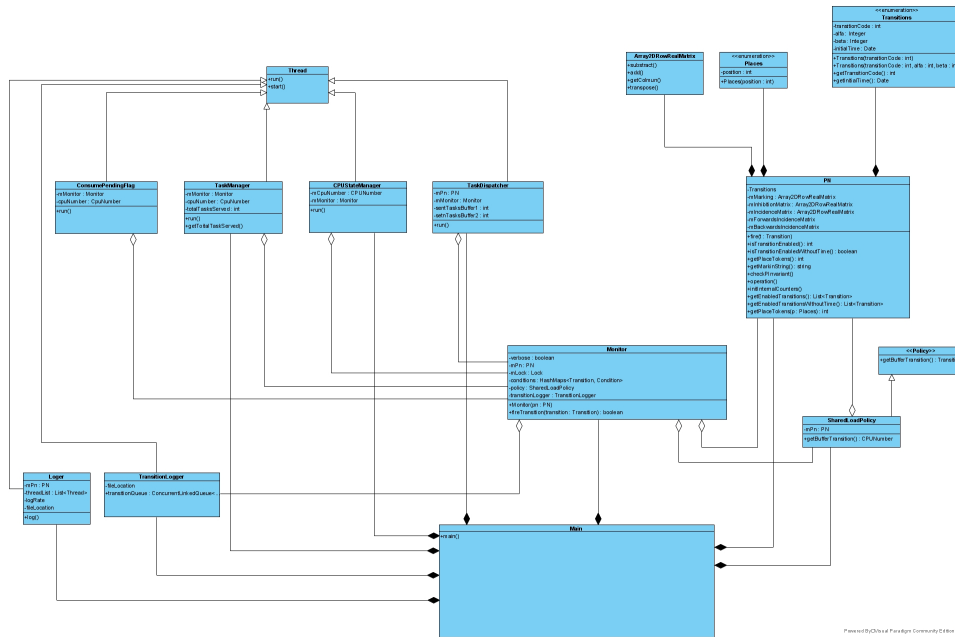 <<enumeration>>
Transitions
-transitionCode : int
-alfa : Integer
-beta : Integer
-initialTime : Date
+Transitions(transitionCode : int)
+Transitions(transitionCode : int, alfa : int, beta : in
+getTransitionCode() : int
+getInitialTime() : Date
Array2DRowRealMatrix
+substract()
+add()
+getColmun()
+transpose()
<<enumeration>>
Places
-position : int
+Places(position : int)
Thread
+run()
+start()
ConsumePendingFlag
-mMonitor : Monitor
-cpuNumber : CpuNumber
+run()
TaskManager
-mMonitor : Monitor
-cpuNumber : CpuNumber
-totalTasksServed : int
+run()
+getTotalTaskServed()
CPUStateManager
-mCpuNumber : CPUNumber
-mMonitor : Monitor
+run()
TaskDispatcher
-mPn : PN
-mMonitor : Monitor
-sentTasksBuffer1 : int
-setnTasksBuffer2 : int
+run()
PN
-Transitions
-mMarking : Array2DRowRealMatrix
-mInhibitionMatrix : Array2DRowRealMatrix
-mIncidenceMatrix : Array2DRowRealMatrix
-mForwardsIncidenceMatrix
-mBackwardsIncidenceMatrix
+fire(t : Transition)
+isTransitionEnabled() : int
+isTransitionEnabledWithoutTime() : boolean
+getPlaceTokens() : int
+getMarkinString() : string
+checkPInvariant()
+operation()
+initInternalCounters()
+getEnabledTransitions() : List<Transition>
+getEnabledTransitionsWithoutTime() : List<Transition>
+getPlaceTokens(p : Places) : int
Monitor
-verbose : boolean
-mPn : PN
-mLock : Lock
-conditions : HashMaps<Transition, Condition>
-policy : SharedLoadPolicy
-transitionLogger : TransitionLogger
+Monitor(pn : PN)
+fireTransition(transition : Transition) : boolean
<<Policy>>
+getBufferTransition() : Transiti
SharedLoadPolicy
-mPn : PN
+getBufferTransition() : CPUNumber
Loger
-mPn : PN
-threadList : List<Thread>
-logRate
-fileLocation
+log()
TransitionLogger
-fileLocation
+transitionQueue : ConcurrentLinkedQueue<...
Main
+main()
Powered By Visual Paradigm Community Edition